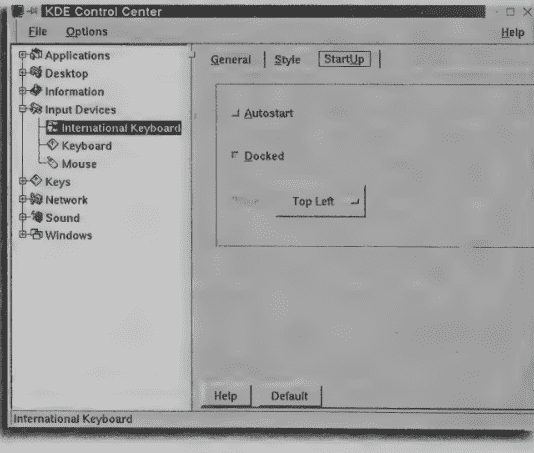 KDE Control Center
File Options Help
Applications
Desktop
Information
Input Devices
International Keyboard
Keyboard
Mouse
Keys
Network
Sound
Windows
General Style StartUp
Autostart
Docked
Top Left
Help Default
International Keyboard